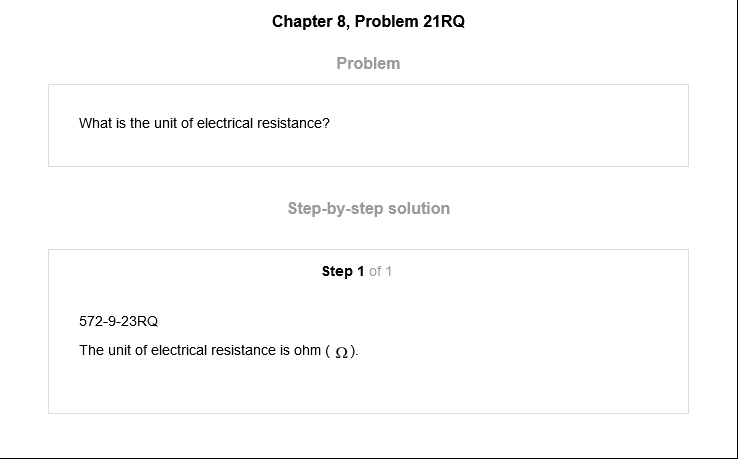 Chapter 8, Problem 21RQ
Problem
What is the unit of electrical resistance?
Step-by-step solution
Step 1 of 1
572-9-23RQ
The unit of electrical resistance is ohm ( Ω ).